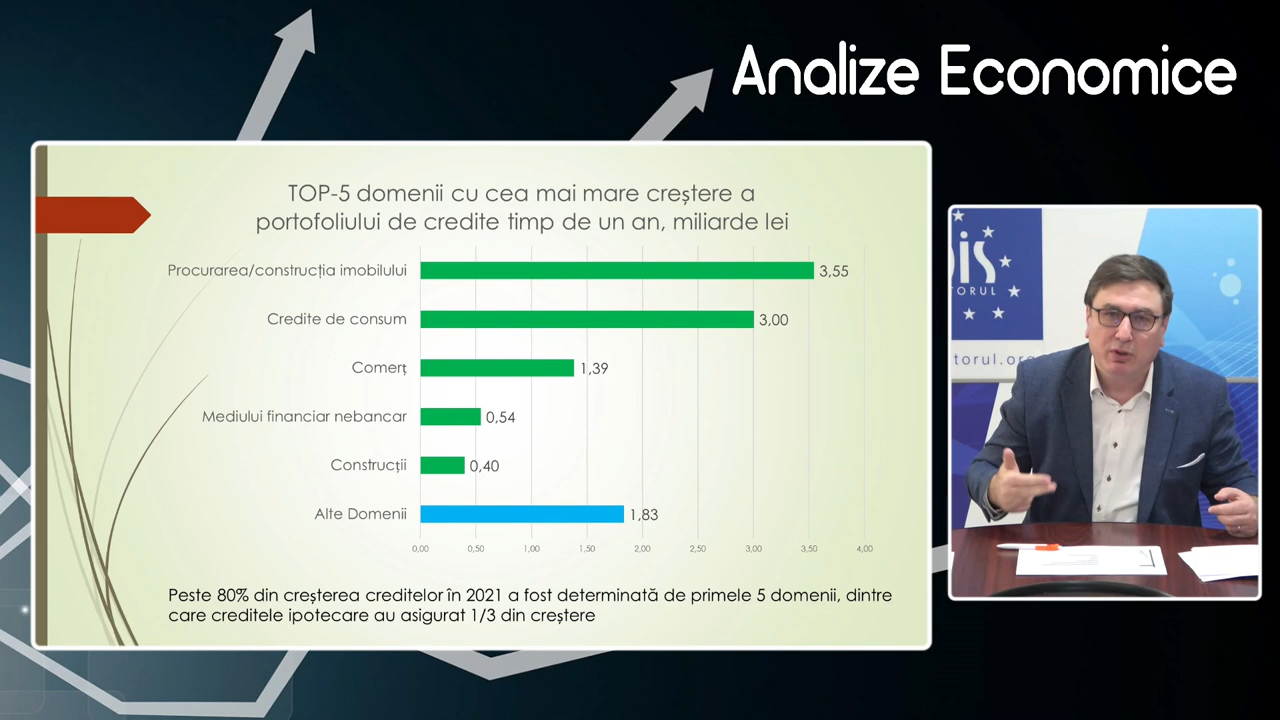 Analize Economice
TOP-5 domenii cu cea mai mare creștere a
portofoliului de credite timp de un an, miliarde lei
Procurarea/construcția imobilului 3,55
Credite de consum 3,00
Comerț 1,39
Mediului financiar nebancar 0,54
Construcții 0,40
Alte Domenii 1,83
0,00 0,50 1,00 1,50 2,00 2,50 3,00 3,50 4,00
Peste 80% din creșterea creditelor în 2021 a fost determinată de primele 5 domenii, dintre
care creditele ipotecare au asigurat 1/3 din creștere